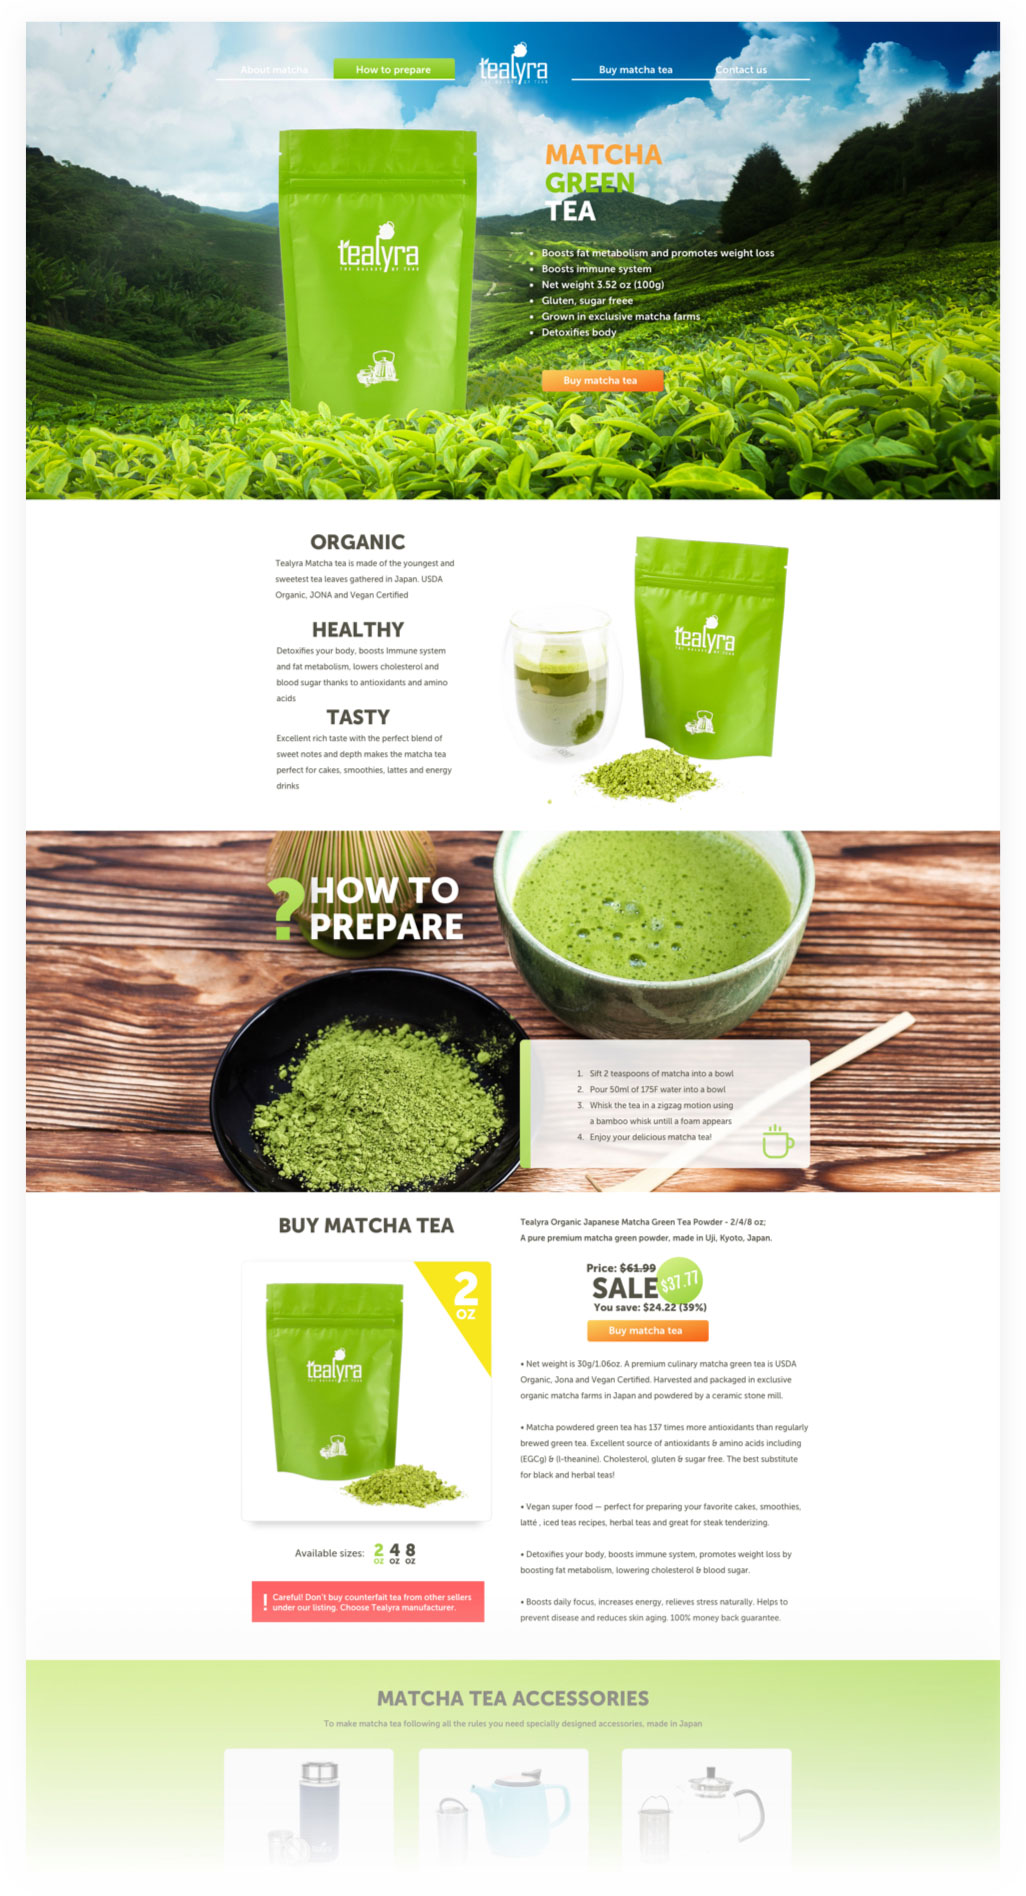 About matcha
How to prepare
tealyra
THE GALAXY OF TEAS
Buy matcha tea
Contact us
MATCHA
GREEN
TEA
tealyra
THE GALAXY OF TEAS
• Boosts fat metabolism and promotes weight loss
• Boosts immune system
• Net weight 3.52 oz (100g)
• Gluten, sugar freee
• Grown in exclusive matcha farms
• Detoxifies body
Buy matcha tea
ORGANIC
Tealyra Matcha tea is made of the youngest and
sweetest tea leaves gathered in Japan. USDA
Organic, JONA and Vegan Certified
HEALTHY
Detoxifies your body, boosts Immune system
and fat metabolism, lowers cholesterol and
blood sugar thanks to antioxidants and amino
acids
TASTY
Excellent rich taste with the perfect blend of
sweet notes and depth makes the matcha tea
perfect for cakes, smoothies, lattes and energy
drinks
tealyra
THE GALAXY OF TEAS
? HOW TO
PREPARE
1. Sift 2 teaspoons of matcha into a bowl
2. Pour 50ml of 175F water into a bowl
3. Whisk the tea in a zigzag motion using
a bamboo whisk untill a foam appears
4. Enjoy your delicious matcha tea!
BUY MATCHA TEA
2
OZ
tealyra
THE GALAXY OF TEAS
Available sizes: 2 4 8
OZ OZ OZ
! Careful! Don't buy counterfait tea from other sellers
under our listing. Choose Tealyra manufacturer.
Tealyra Organic Japanese Matcha Green Tea Powder - 2/4/8 oz;
A pure premium matcha green powder, made in Uji, Kyoto, Japan.
Price: $61.99
SALE $37.77
You save: $24.22 (39%)
Buy matcha tea
• Net weight is 30g/1.06oz. A premium culinary matcha green tea is USDA
Organic, Jona and Vegan Certified. Harvested and packaged in exclusive
organic matcha farms in Japan and powdered by a ceramic stone mill.
• Matcha powdered green tea has 137 times more antioxidants than regularly
brewed green tea. Excellent source of antioxidants & amino acids including
(EGCg) & (l-theanine). Cholesterol, gluten & sugar free. The best substitute
for black and herbal teas!
• Vegan super food — perfect for preparing your favorite cakes, smoothies,
latté , iced teas recipes, herbal teas and great for steak tenderizing.
• Detoxifies your body, boosts immune system, promotes weight loss by
boosting fat metabolism, lowering cholesterol & blood sugar.
• Boosts daily focus, increases energy, relieves stress naturally. Helps to
prevent disease and reduces skin aging. 100% money back guarantee.
MATCHA TEA ACCESSORIES
To make matcha tea following all the rules you need specially designed accessories, made in Japan